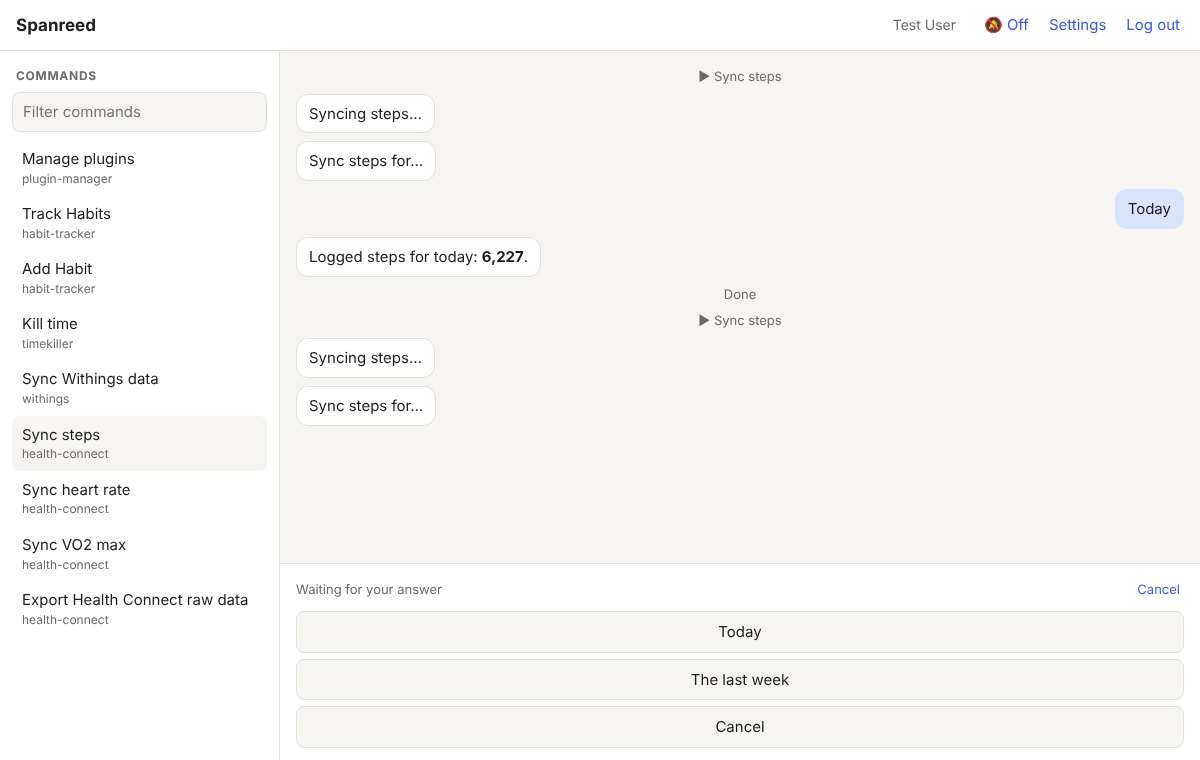 Spanreed
Test User
Off
Settings
Log out
COMMANDS
Filter commands
Manage plugins
plugin-manager
Track Habits
habit-tracker
Add Habit
habit-tracker
Kill time
timekiller
Sync Withings data
withings
Sync steps
health-connect
Sync heart rate
health-connect
Sync VO2 max
health-connect
Export Health Connect raw data
health-connect
▶ Sync steps
Syncing steps...
Sync steps for...
Today
Logged steps for today: 6,227.
Done
▶ Sync steps
Syncing steps...
Sync steps for...
Waiting for your answer
Cancel
Today
The last week
Cancel